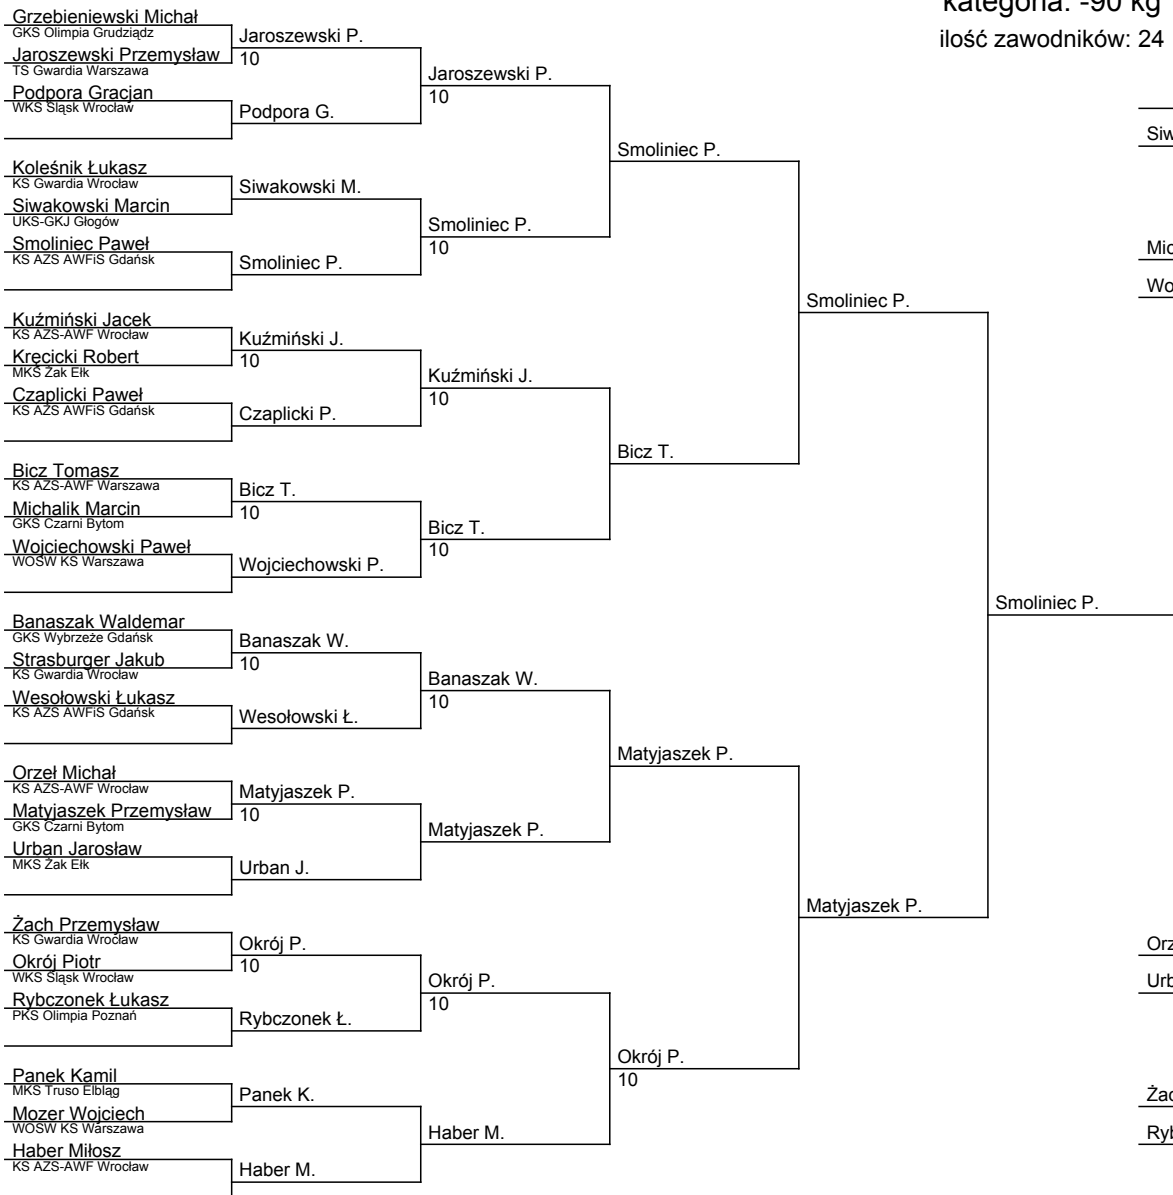 kategoria: -90 kg
ilość zawodników: 24
Grzebieniewski Michał
GKS Olimpia Grudziądz
Jaroszewski Przemysław
TS Gwardia Warszawa
Podpora Gracjan
WKS Śląsk Wrocław
Koleśnik Łukasz
KS Gwardia Wrocław
Siwakowski Marcin
UKS-GKJ Głogów
Smoliniec Paweł
KS AZS AWFiS Gdańsk
Kuźmiński Jacek
KS AZS-AWF Wrocław
Kręcicki Robert
MKS Żak Ełk
Czaplicki Paweł
KS AZS AWFiS Gdańsk
Bicz Tomasz
KS AZS-AWF Warszawa
Michalik Marcin
GKS Czarni Bytom
Wojciechowski Paweł
WOSW KS Warszawa
Banaszak Waldemar
GKS Wybrzeże Gdańsk
Strasburger Jakub
KS Gwardia Wrocław
Wesołowski Łukasz
KS AZS AWFiS Gdańsk
Orzeł Michał
KS AZS-AWF Wrocław
Matyjaszek Przemysław
GKS Czarni Bytom
Urban Jarosław
MKS Żak Ełk
Żach Przemysław
KS Gwardia Wrocław
Okrój Piotr
WKS Śląsk Wrocław
Rybczonek Łukasz
PKS Olimpia Poznań
Panek Kamil
MKS Truso Elbląg
Mozer Wojciech
WOSW KS Warszawa
Haber Miłosz
KS AZS-AWF Wrocław
Jaroszewski P.
10
Podpora G.
Siwakowski M.
Smoliniec P.
Kuźmiński J.
10
Czaplicki P.
Bicz T.
10
Wojciechowski P.
Banaszak W.
10
Wesołowski Ł.
Matyjaszek P.
10
Urban J.
Okrój P.
10
Rybczonek Ł.
Panek K.
Haber M.
Jaroszewski P.
10
Smoliniec P.
10
Kuźmiński J.
10
Bicz T.
10
Banaszak W.
10
Matyjaszek P.
Okrój P.
10
Haber M.
Smoliniec P.
Bicz T.
Matyjaszek P.
Okrój P.
10
Smoliniec P.
Matyjaszek P.
Smoliniec P.
Siw
Mic
Wo
Orz
Urb
Żac
Ryb